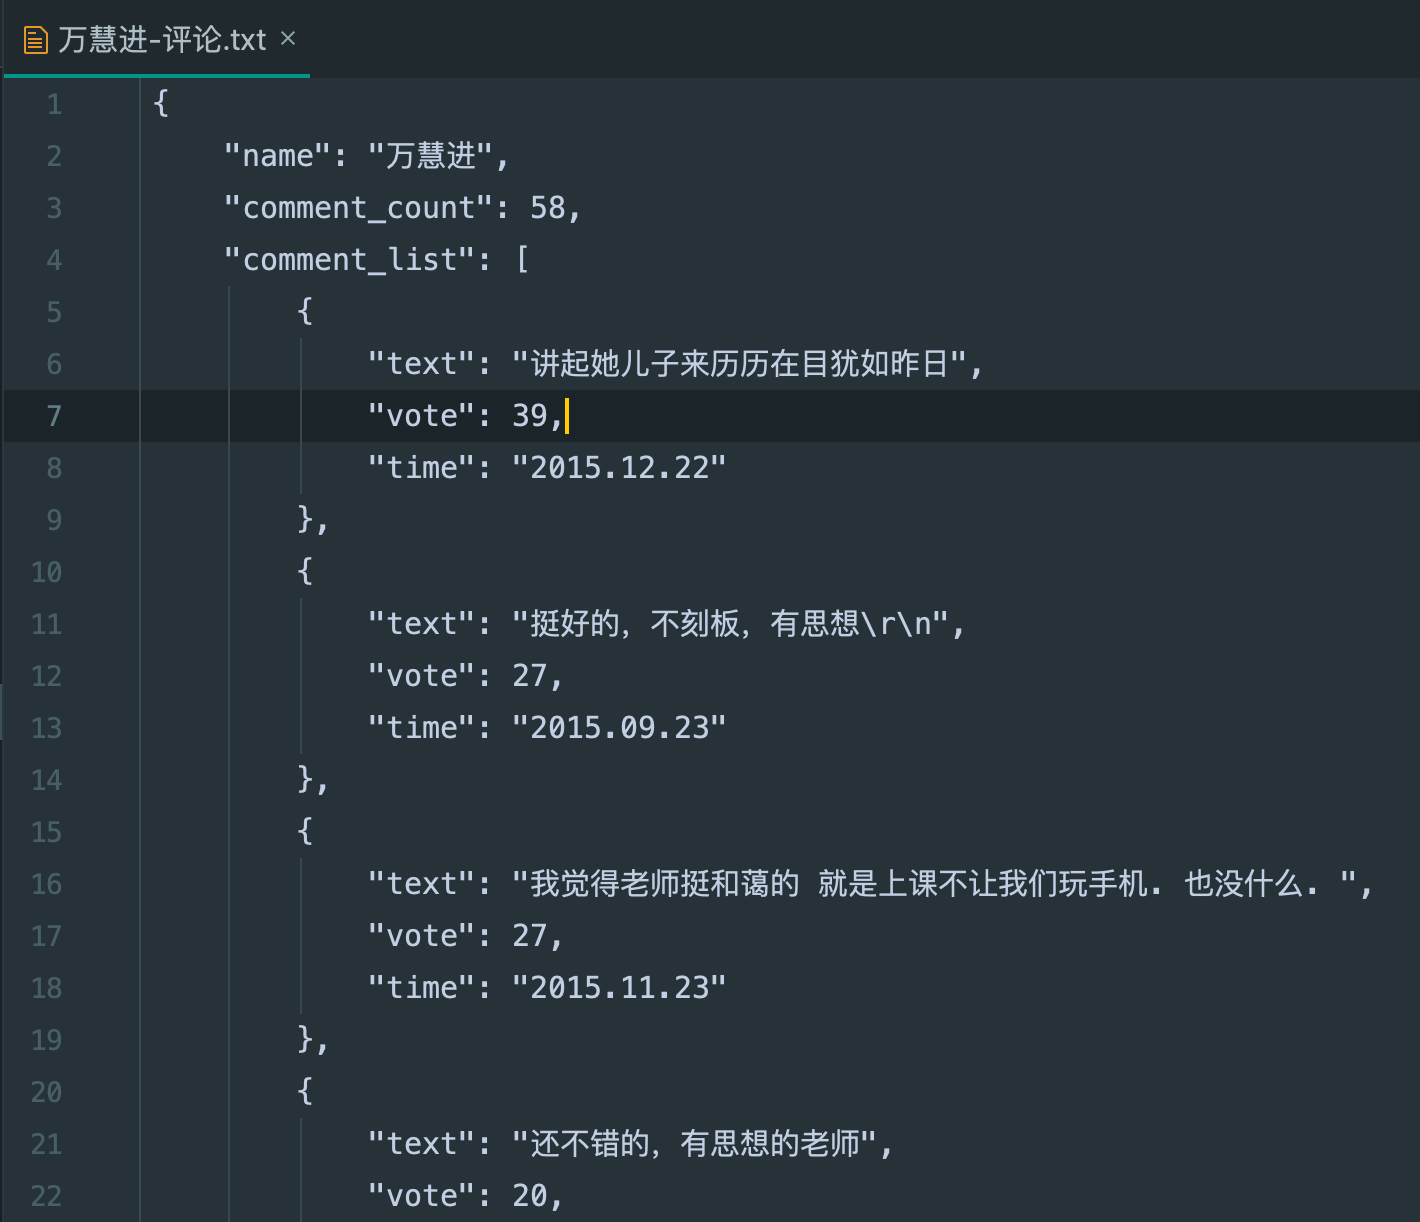 万慧进-评论.txt ×
1 {
2 "name": "万慧进",
3 "comment_count": 58,
4 "comment_list": [
5 {
6 "text": "讲起她儿子来历历在目犹如昨日",
7 "vote": 39,
8 "time": "2015.12.22"
9 },
10 {
11 "text": "挺好的，不刻板，有思想\r\n",
12 "vote": 27,
13 "time": "2015.09.23"
14 },
15 {
16 "text": "我觉得老师挺和蔼的 就是上课不让我们玩手机. 也没什么. ",
17 "vote": 27,
18 "time": "2015.11.23"
19 },
20 {
21 "text": "还不错的，有思想的老师",
22 "vote": 20,